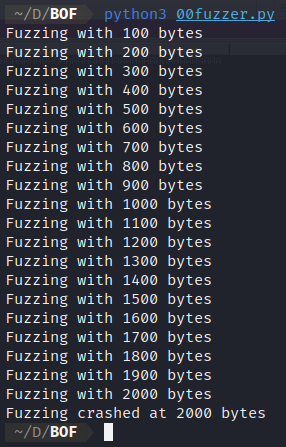 ~/D/BOF python3 00fuzzer.py
Fuzzing with 100 bytes
Fuzzing with 200 bytes
Fuzzing with 300 bytes
Fuzzing with 400 bytes
Fuzzing with 500 bytes
Fuzzing with 600 bytes
Fuzzing with 700 bytes
Fuzzing with 800 bytes
Fuzzing with 900 bytes
Fuzzing with 1000 bytes
Fuzzing with 1100 bytes
Fuzzing with 1200 bytes
Fuzzing with 1300 bytes
Fuzzing with 1400 bytes
Fuzzing with 1500 bytes
Fuzzing with 1600 bytes
Fuzzing with 1700 bytes
Fuzzing with 1800 bytes
Fuzzing with 1900 bytes
Fuzzing with 2000 bytes
Fuzzing crashed at 2000 bytes
~/D/BOF